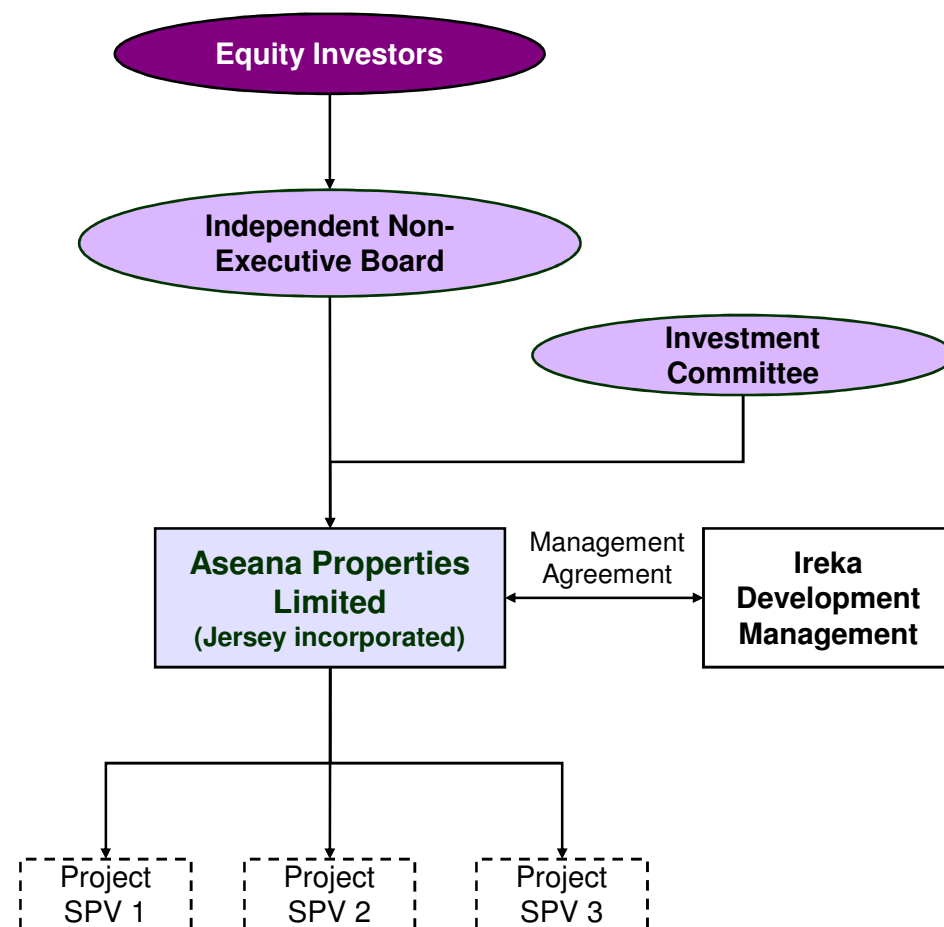 Equity Investors
Independent Non-
Executive Board
Investment
Committee
Aseana Properties
Limited
(Jersey incorporated)
Management
Agreement
Ireka
Development
Management
Project
SPV 1
Project
SPV 2
Project
SPV 3